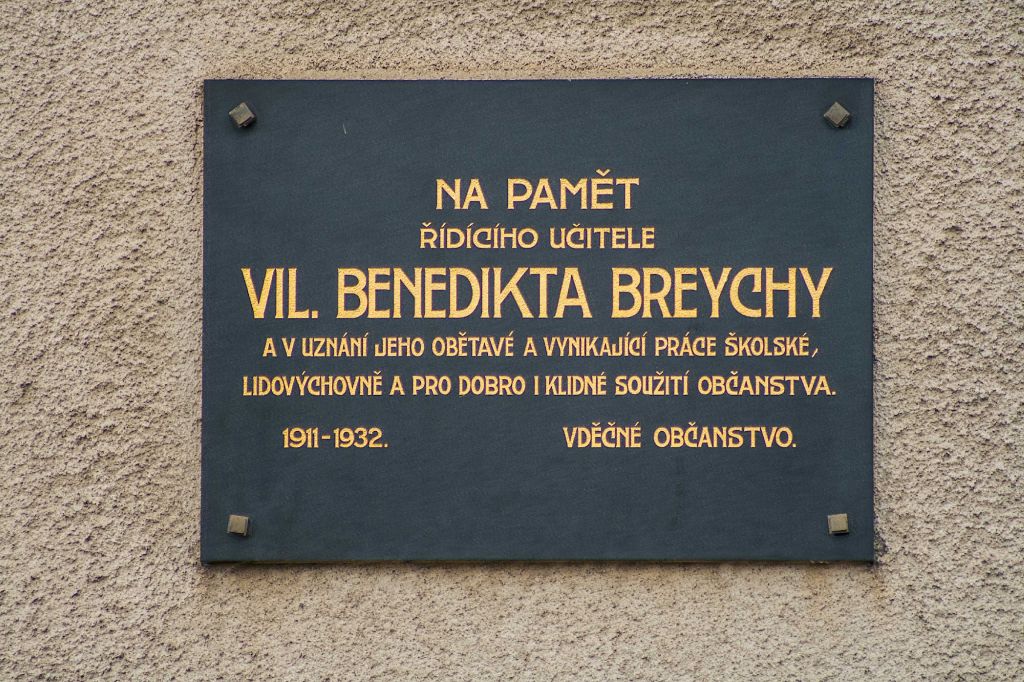 NA PAMĚT
ŘÍDÍCÍHO UČITELE
VIL. BENEDIKTA BREYCHY
A V UZNÁNÍ JEHO OBĚTAVÉ A VYNIKAJÍCÍ PRÁCE ŠKOLSKÉ,
LIDOVÝCHOVNĚ A PRO DOBRO I KLIDNÉ SOUŽITÍ OBČANSTVA.
1911-1932. VDĚČNÉ OBČANSTVO.